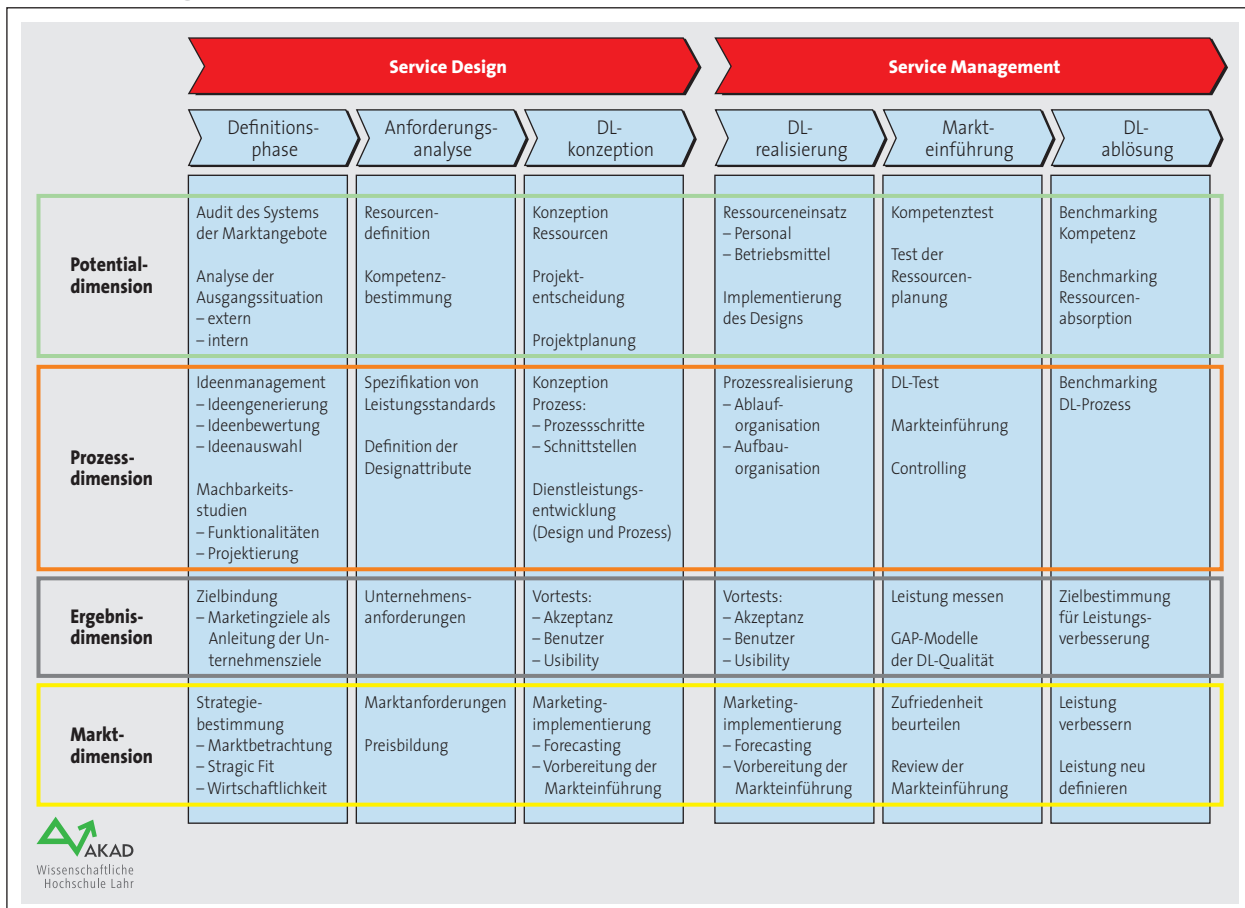 Service Design
Service Management
Definitions-
phase
Anforderungs-
analyse
DL-
konzeption
DL-
realisierung
Markt-
einführung
DL-
ablösung
Potential-
dimension
Audit des Systems
der Marktangebote
Analyse der
Ausgangssituation
– extern
– intern
Resourcen-
definition
Kompetenz-
bestimmung
Konzeption
Ressourcen
Projekt-
entscheidung
Projektplanung
Ressourceneinsatz
– Personal
– Betriebsmittel
Implementierung
des Designs
Kompetenztest
Test der
Ressourcen-
planung
Benchmarking
Kompetenz
Benchmarking
Ressourcen-
absorption
Prozess-
dimension
Ideenmanagement
– Ideengenerierung
– Ideenbewertung
– Ideenauswahl
Machbarkeits-
studien
– Funktionalitäten
– Projektierung
Spezifikation von
Leistungsstandards
Definition der
Designattribute
Konzeption
Prozess:
– Prozessschritte
– Schnittstellen
Dienstleistungs-
entwicklung
(Design und Prozess)
Prozessrealisierung
– Ablauf-
organisation
– Aufbau-
organisation
DL-Test
Markteinführung
Controlling
Benchmarking
DL-Prozess
Ergebnis-
dimension
Zielbindung
– Marketingziele als
Anleitung der Un-
ternehmensziele
Unternehmens-
anforderungen
Vortests:
– Akzeptanz
– Benutzer
– Usibility
Vortests:
– Akzeptanz
– Benutzer
– Usibility
Leistung messen
GAP-Modelle
der DL-Qualität
Zielbestimmung
für Leistungs-
verbesserung
Markt-
dimension
Strategie-
bestimmung
– Marktbetrachtung
– Stragic Fit
– Wirtschaftlichkeit
Marktanforderungen
Preisbildung
Marketing-
implementierung
– Forecasting
– Vorbereitung der
Markteinführung
Marketing-
implementierung
– Forecasting
– Vorbereitung der
Markteinführung
Zufriedenheit
beurteilen
Review der
Markteinführung
Leistung
verbessern
Leistung neu
definieren
AKAD
Wissenschaftliche
Hochschule Lahr